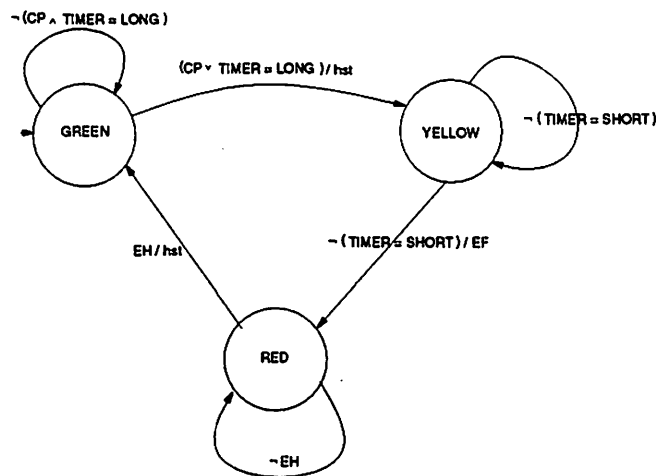 ¬(CP ∧ TIMER = LONG)
(CP ∨ TIMER = LONG)/hst
GREEN
YELLOW
¬(TIMER = SHORT)
EH/hst
¬(TIMER = SHORT)/EF
RED
¬EH